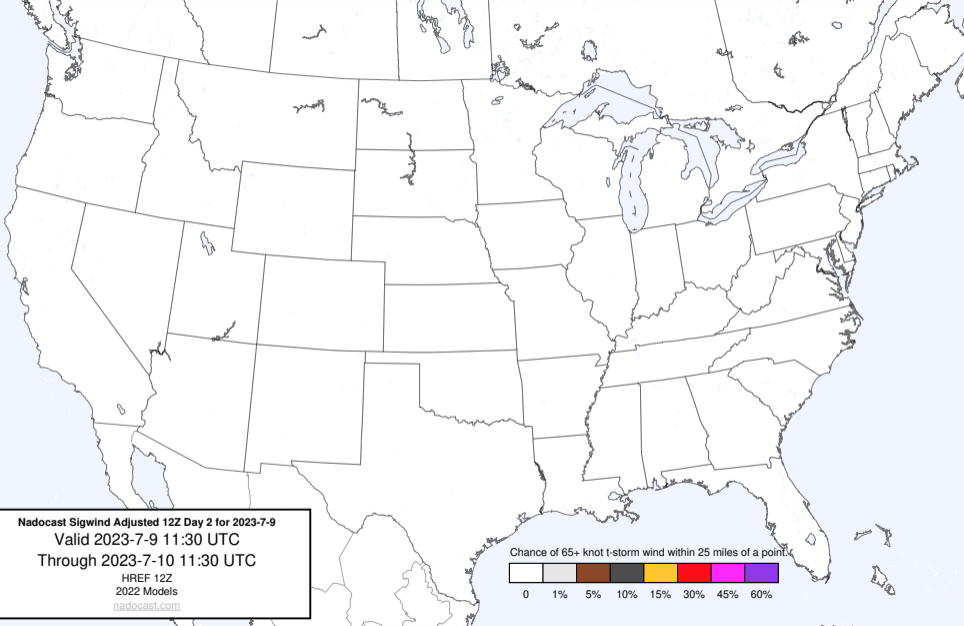 Nadocast Sigwind Adjusted 12Z Day 2 for 2023-7-9
Valid 2023-7-9 11:30 UTC
Through 2023-7-10 11:30 UTC
HREF 12Z
2022 Models
nadocast.com
Chance of 65+ knot t-storm wind within 25 miles of a point.
0 1% 5% 10% 15% 30% 45% 60%